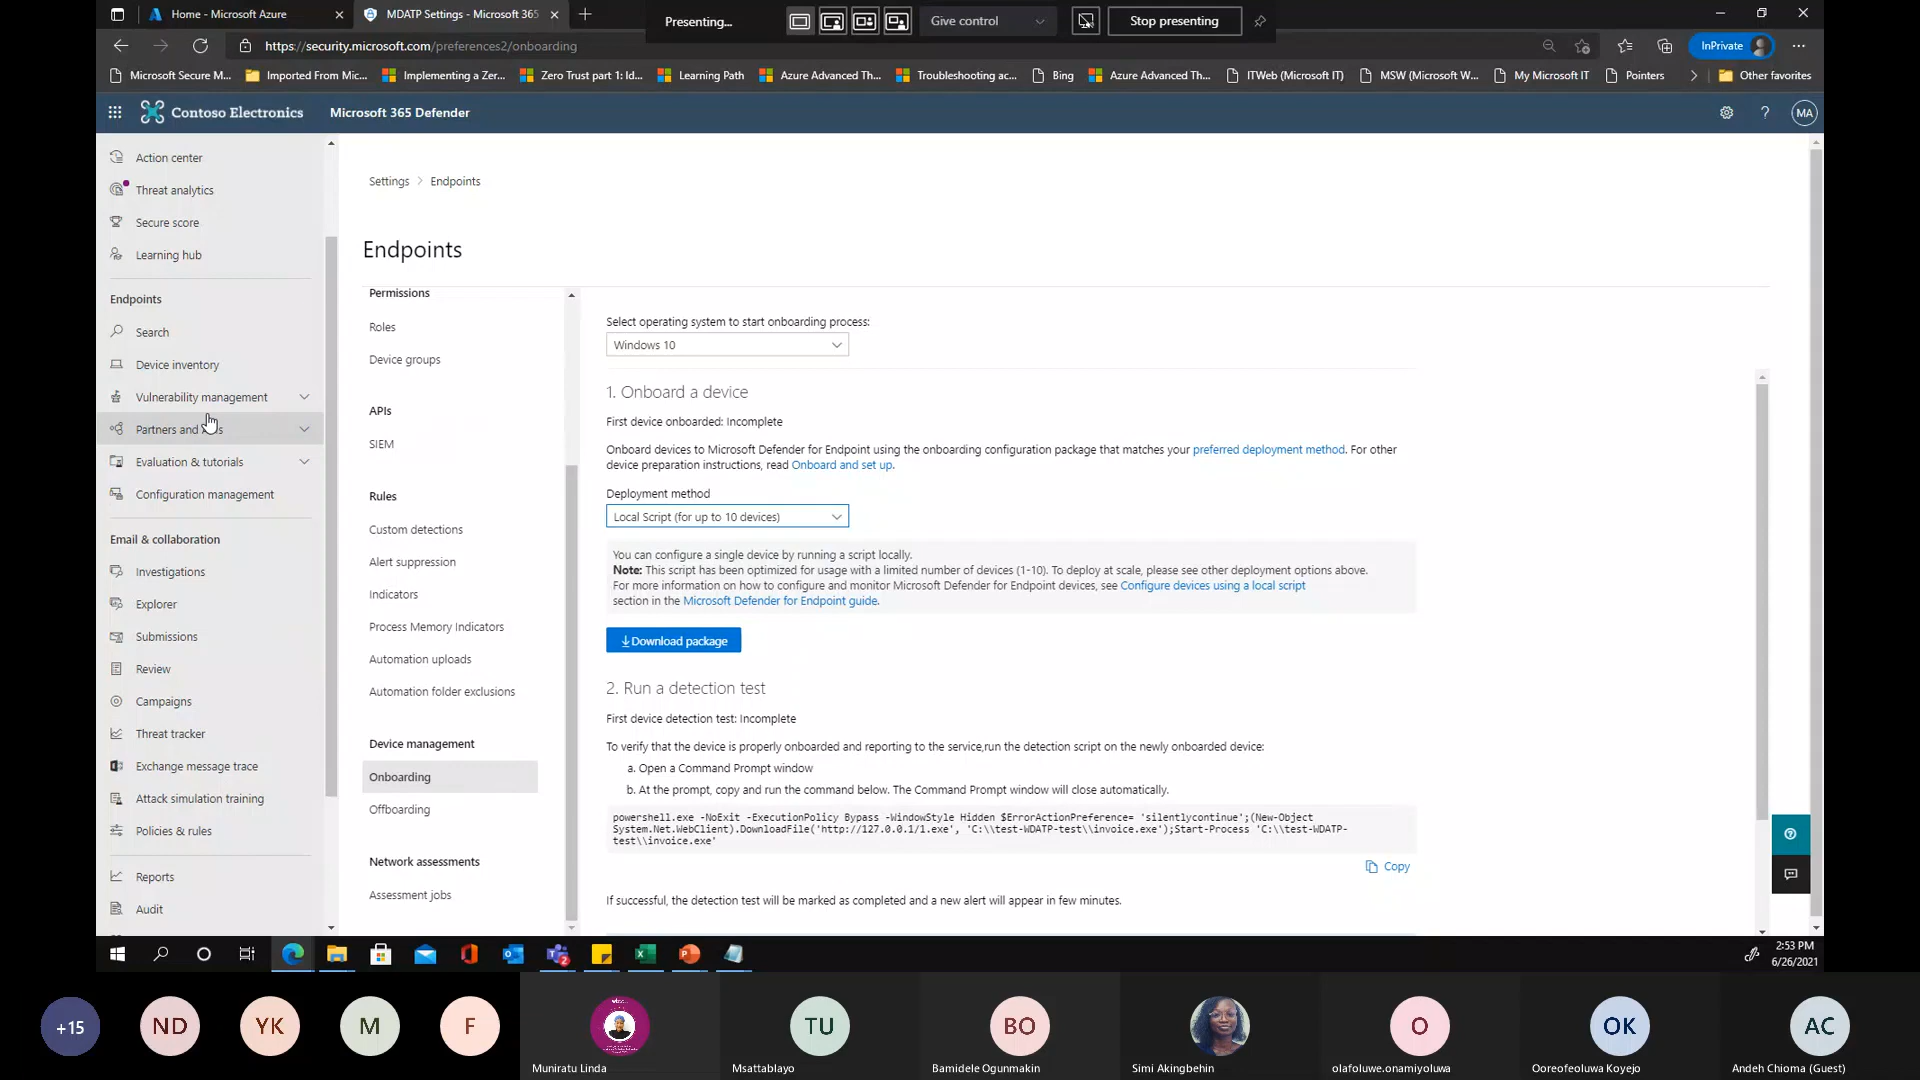 Home - Microsoft Azure
MDATP Settings - Microsoft 365
Presenting...
Give control
Stop presenting
https://security.microsoft.com/preferences2/onboarding
InPrivate
Microsoft Secure M...
Imported From Mic...
Implementing a Zer...
Zero Trust part 1: Id...
Learning Path
Azure Advanced Th...
Troubleshooting ac...
Bing
Azure Advanced Th...
ITWeb (Microsoft IT)
MSW (Microsoft W...
My Microsoft IT
Pointers
Other favorites
Contoso Electronics
Microsoft 365 Defender
?
MA
Action center
Threat analytics
Secure score
Learning hub
Endpoints
Search
Device inventory
Vulnerability management
Partners and
Evaluation & tutorials
Configuration management
Email & collaboration
Investigations
Explorer
Submissions
Review
Campaigns
Threat tracker
Exchange message trace
Attack simulation training
Policies & rules
Reports
Audit
Settings > Endpoints
Endpoints
Permissions
Roles
Device groups
APIs
SIEM
Rules
Custom detections
Alert suppression
Indicators
Process Memory Indicators
Automation uploads
Automation folder exclusions
Device management
Onboarding
Offboarding
Network assessments
Assessment jobs
Select operating system to start onboarding process:
Windows 10
1. Onboard a device
First device onboarded: Incomplete
Onboard devices to Microsoft Defender for Endpoint using the onboarding configuration package that matches your preferred deployment method. For other
device preparation instructions, read Onboard and set up.
Deployment method
Local Script (for up to 10 devices)
You can configure a single device by running a script locally.
Note: This script has been optimized for usage with a limited number of devices (1-10). To deploy at scale, please see other deployment options above.
For more information on how to configure and monitor Microsoft Defender for Endpoint devices, see Configure devices using a local script
section in the Microsoft Defender for Endpoint guide.
Download package
2. Run a detection test
First device detection test: Incomplete
To verify that the device is properly onboarded and reporting to the service,run the detection script on the newly onboarded device:
a. Open a Command Prompt window
b. At the prompt, copy and run the command below. The Command Prompt window will close automatically.
powershell.exe -NoExit -ExecutionPolicy Bypass -WindowStyle Hidden $ErrorActionPreference= 'silentlycontinue';(New-Object
System.Net.WebClient).DownloadFile('http://127.0.0.1/1.exe', 'C:\\test-WDATP-test\\invoice.exe');Start-Process 'C:\\test-WDATP-
test\\invoice.exe'
Copy
If successful, the detection test will be marked as completed and a new alert will appear in few minutes.
2
2:53 PM
6/26/2021
+15
ND
YK
M
F
TU
BO
O
OK
AC
Muniratu Linda
Msattablayo
Bamidele Ogunmakin
Simi Akingbehin
olafoluwe.onamiyoluwa
Ooreofeoluwa Koyejo
Andeh Chioma (Guest)